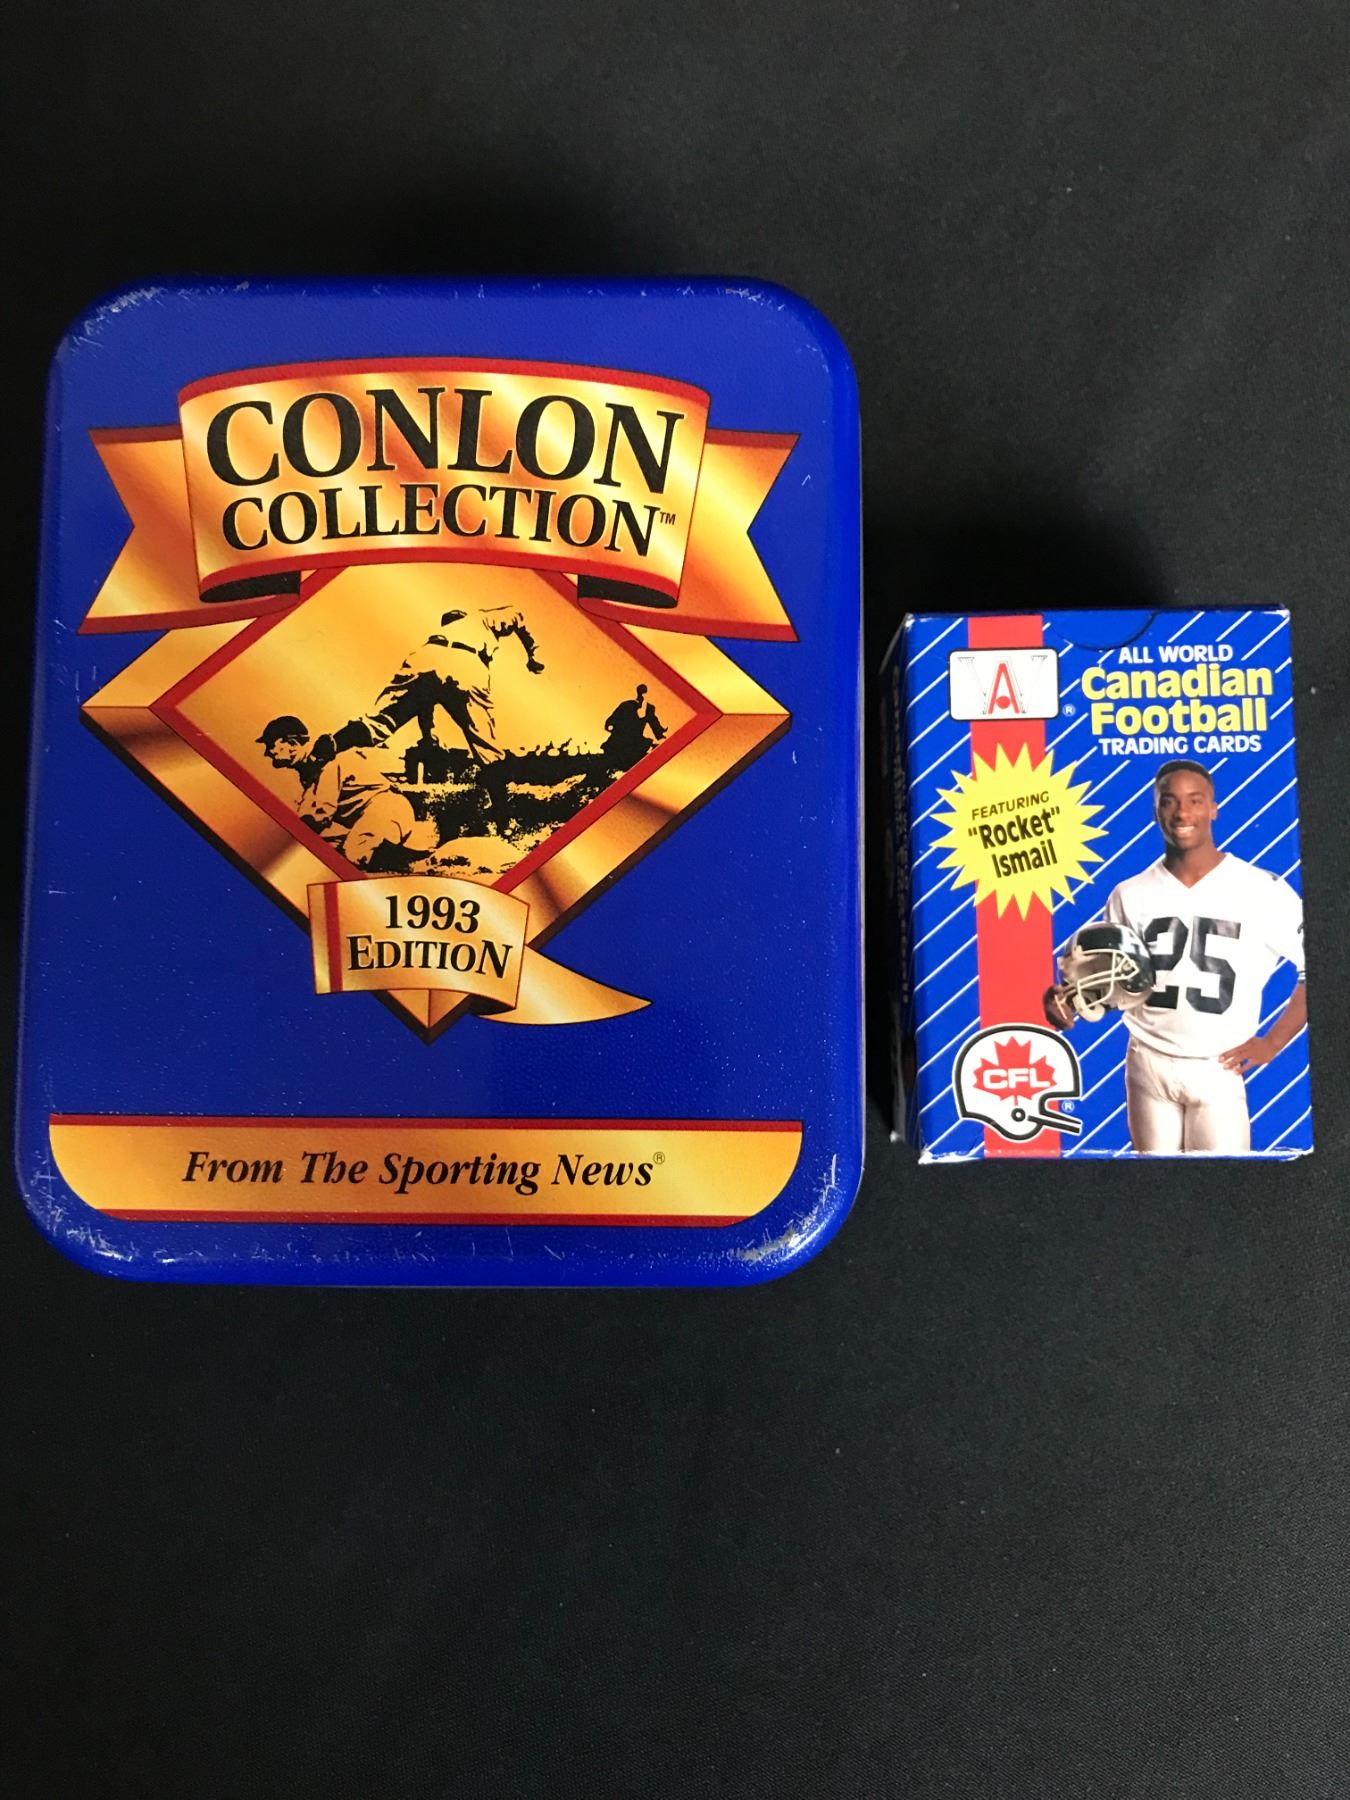 CONLON
COLLECTION™
1993
EDITION
From The Sporting News®
AW®
ALL WORLD
Canadian
Football
TRADING CARDS
FEATURING
"Rocket"
Ismail
25
CFL
®